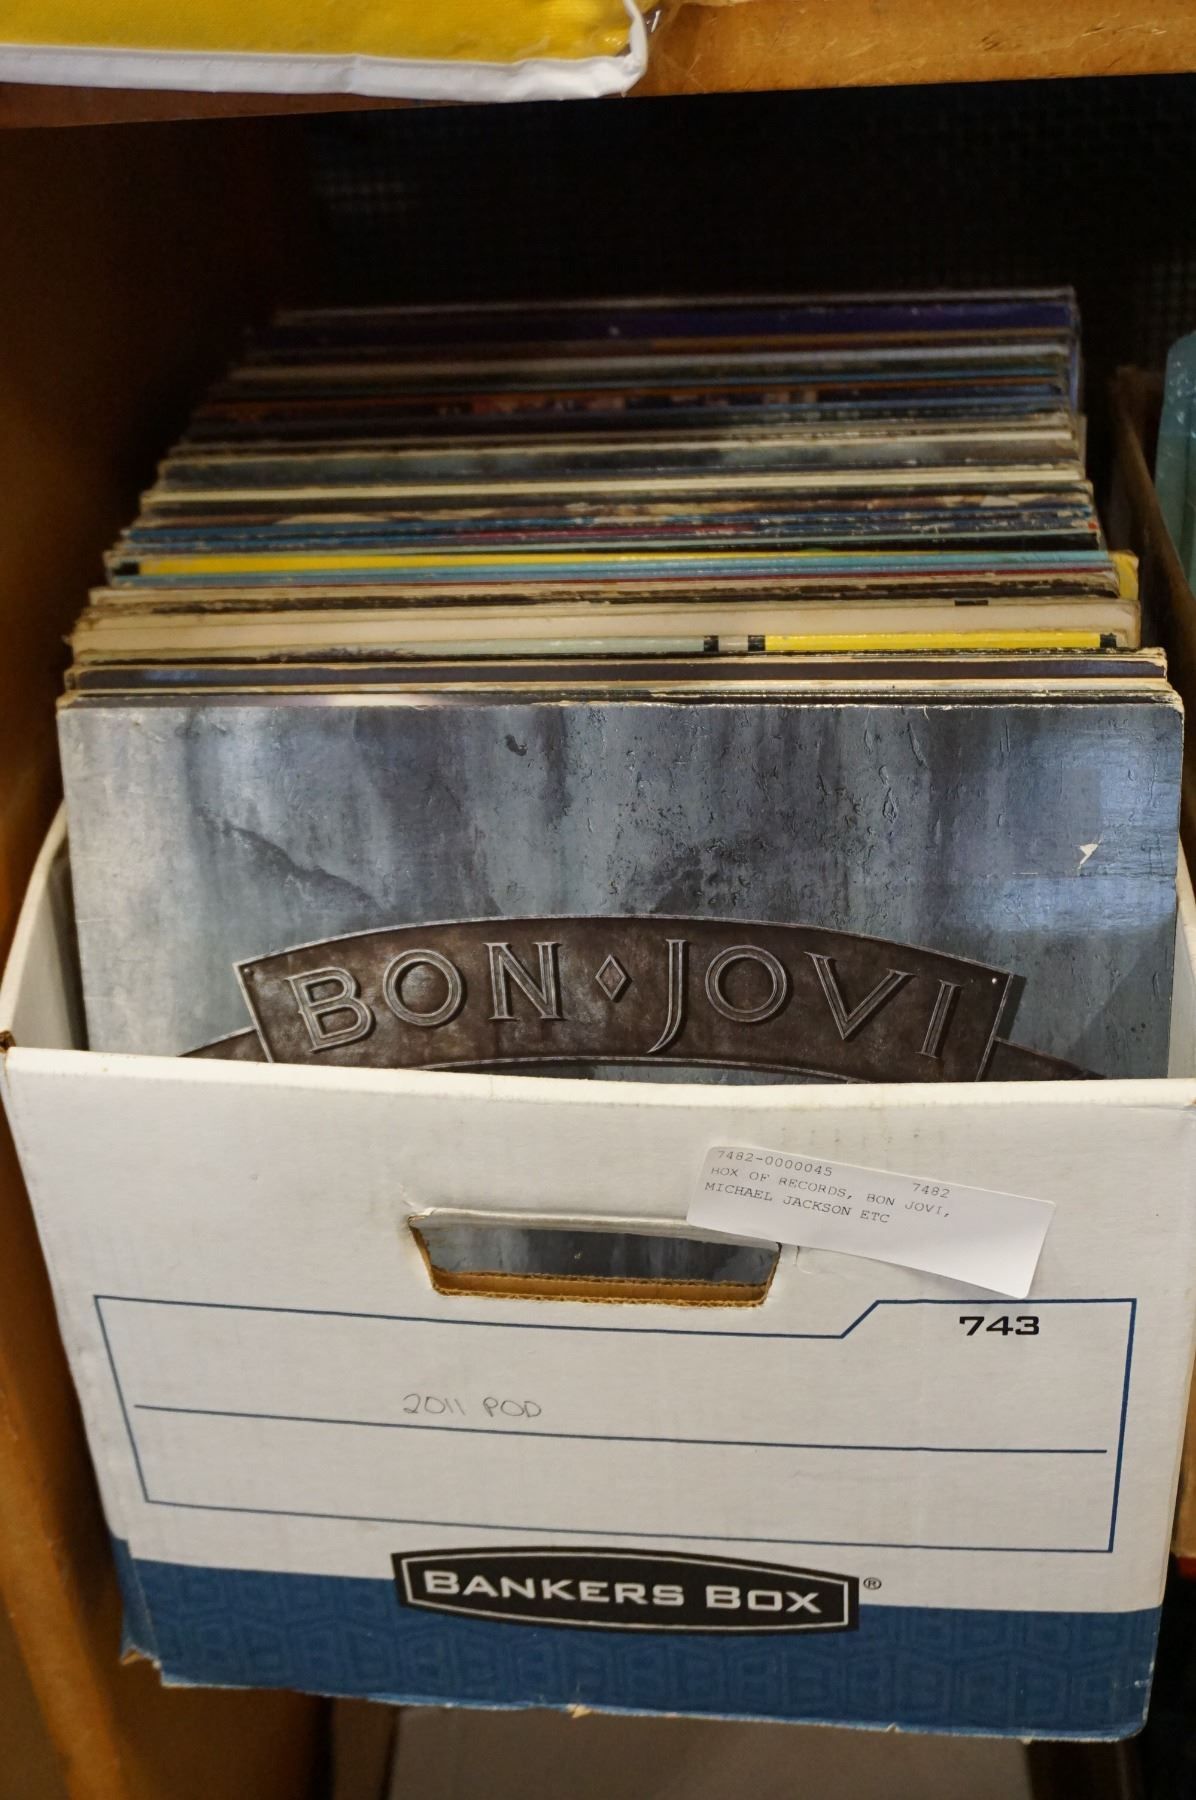 BON JOVI
7482-0000045 7482
BOX OF RECORDS, BON JOVI,
MICHAEL JACKSON ETC
743
2011 POD
BANKERS BOX ®